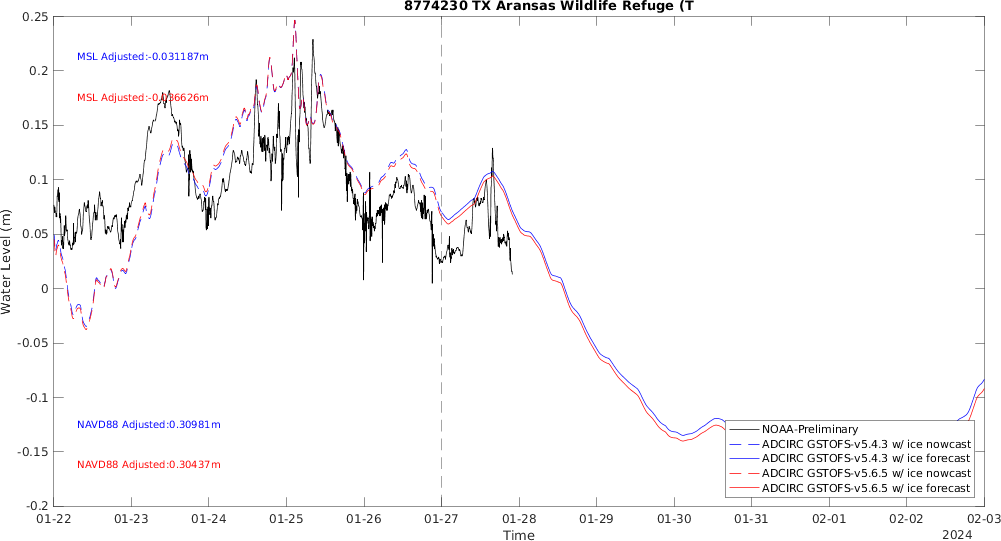 8774230 TX Aransas Wildlife Refuge (T
0.25
0.2
0.15
0.1
0.05
0
-0.05
-0.1
-0.15
-0.2
Water Level (m)
MSL Adjusted:-0.031187m
MSL Adjusted:-0.036626m
NAVD88 Adjusted:0.30981m
NAVD88 Adjusted:0.30437m
NOAA-Preliminary
ADCIRC GSTOFS-v5.4.3 w/ ice nowcast
ADCIRC GSTOFS-v5.4.3 w/ ice forecast
ADCIRC GSTOFS-v5.6.5 w/ ice nowcast
ADCIRC GSTOFS-v5.6.5 w/ ice forecast
01-22 01-23 01-24 01-25 01-26 01-27 01-28 01-29 01-30 01-31 02-01 02-02 02-03
Time
2024